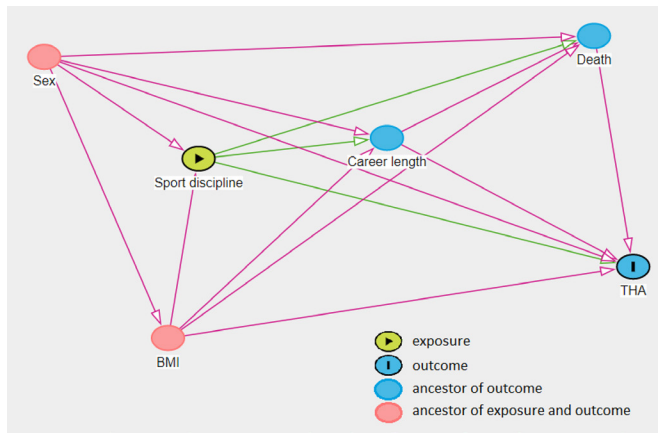 Sex
Death
Career length
Sport discipline
THA
BMI
exposure
outcome
ancestor of outcome
ancestor of exposure and outcome